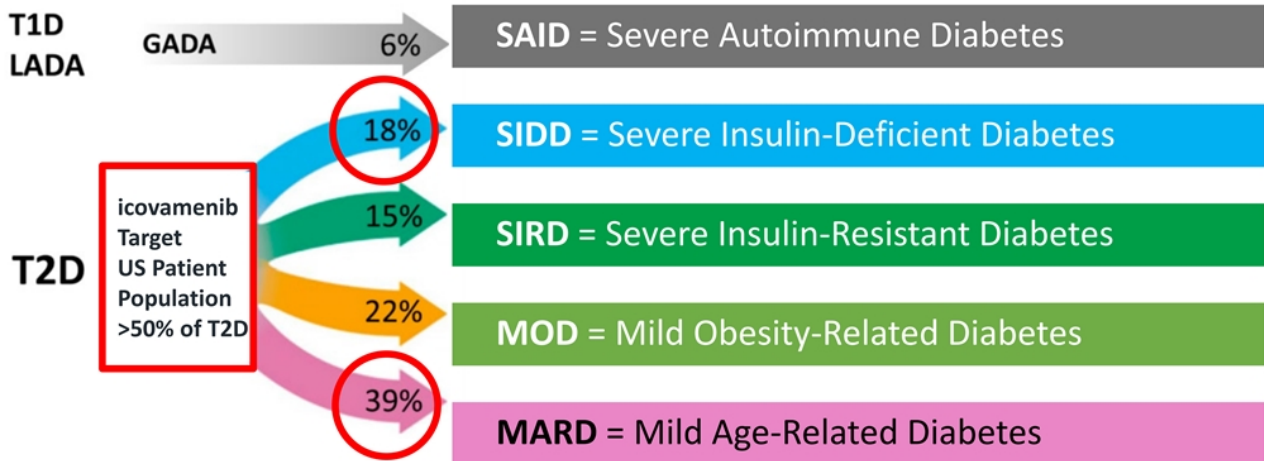 T1D
LADA
GADA
6%
SAID = Severe Autoimmune Diabetes
18%
SIDD = Severe Insulin-Deficient Diabetes
15%
SIRD = Severe Insulin-Resistant Diabetes
T2D
icovamenib
Target
US Patient
Population
>50% of T2D
22%
MOD = Mild Obesity-Related Diabetes
39%
MARD = Mild Age-Related Diabetes